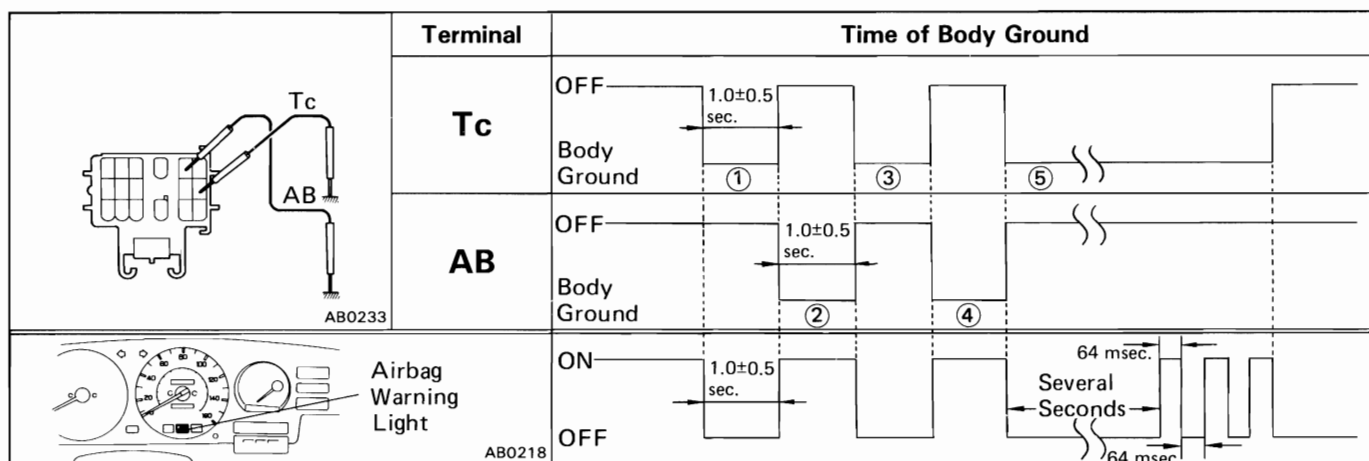 Terminal
Time of Body Ground
Tc
AB
AB0233
Tc
OFF
1.0±0.5
sec.
Body
Ground
①
③
⑤
AB
OFF
1.0±0.5
sec.
Body
Ground
②
④
Airbag
Warning
Light
AB0218
ON
1.0±0.5
sec.
OFF
Several
Seconds
64 msec.
64 msec.